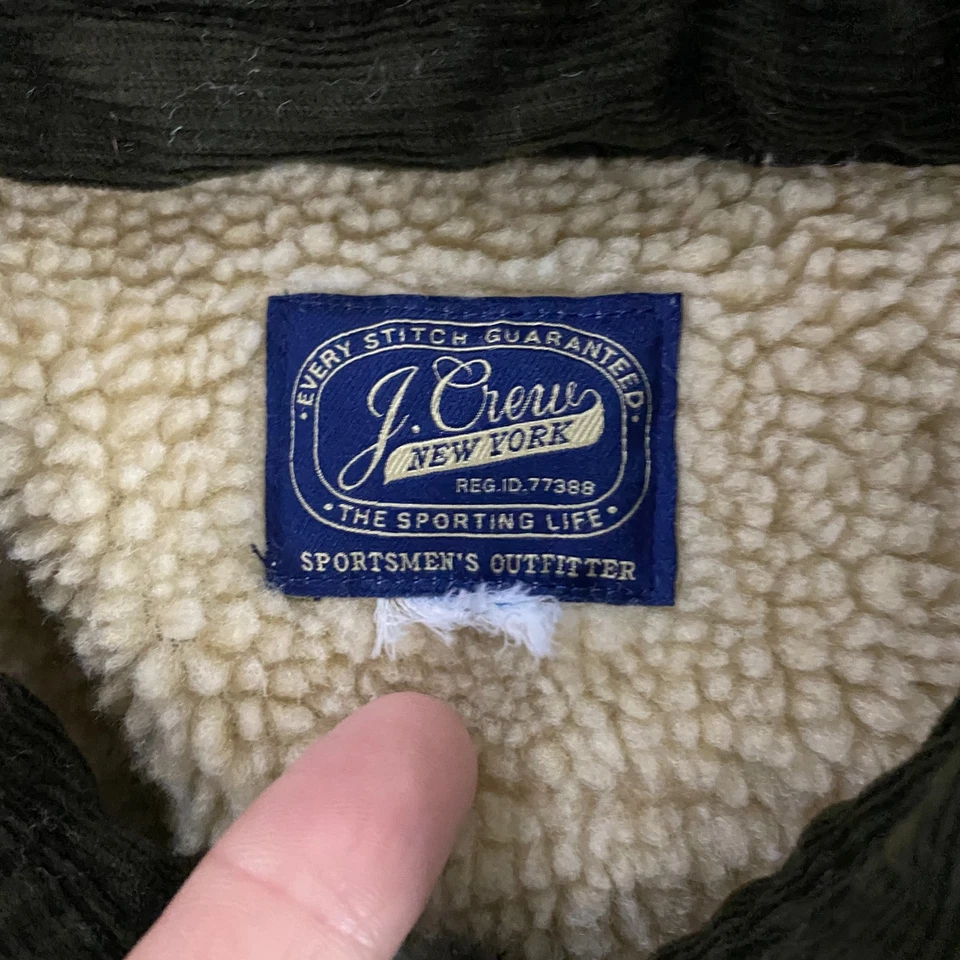 •EVERY STITCH GUARANTEED•
J.Crew
NEW YORK
REG.ID.77388
•THE SPORTING LIFE•
SPORTSMEN'S OUTFITTER